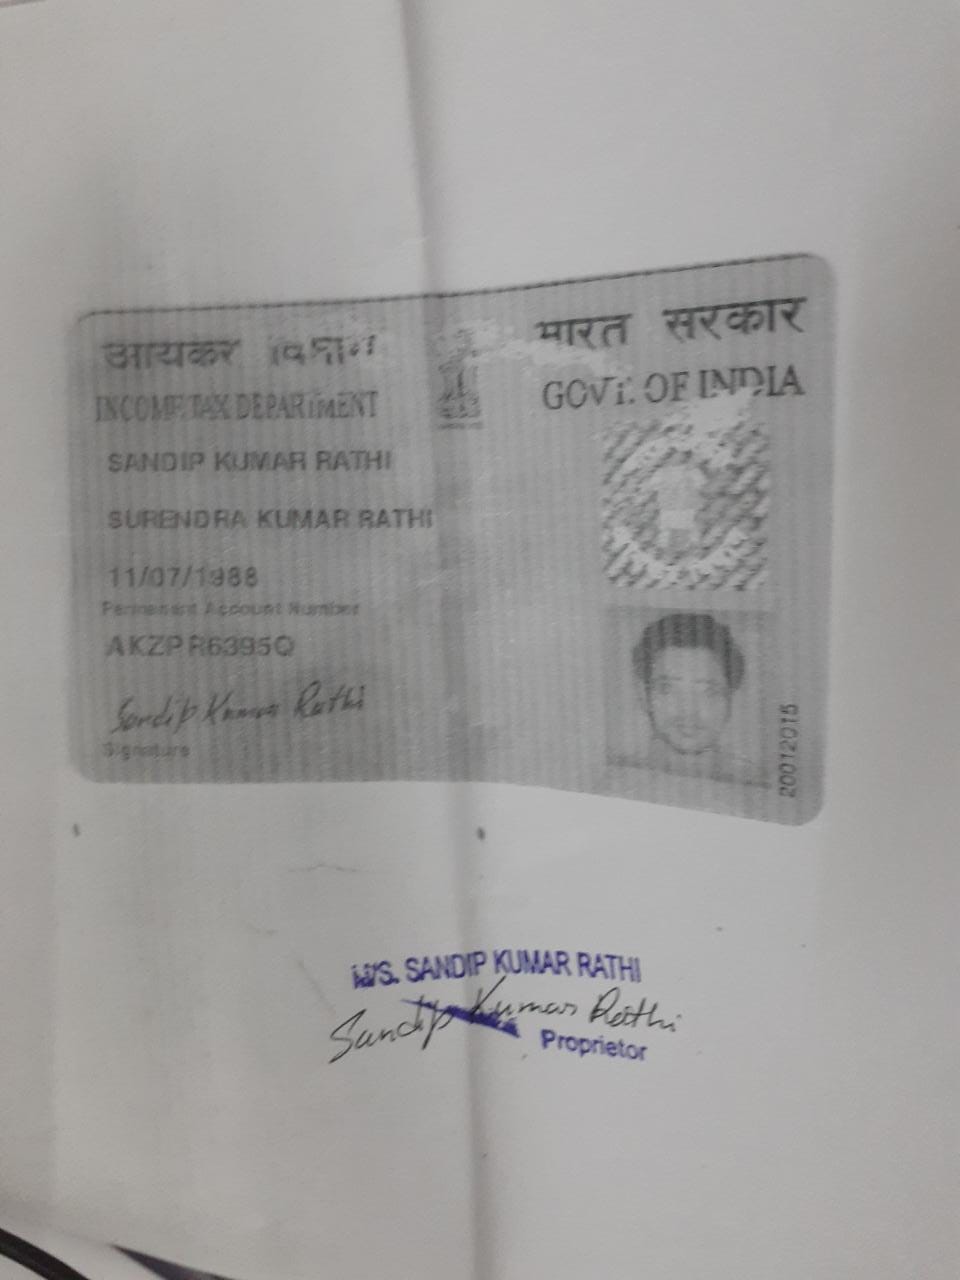 आयकर विभाग
भारत सरकार
INCOME TAX DEPARTMENT
GOVT. OF INDIA
SANDIP KUMAR RATHI
SURENDRA KUMAR RATHI
11/07/1988
Permanent Account Number
AKZPR6395Q
Sandip Kumar Rathi
Signature
20012015
M/S. SANDIP KUMAR RATHI
Sandip Kumar Rathi
Proprietor